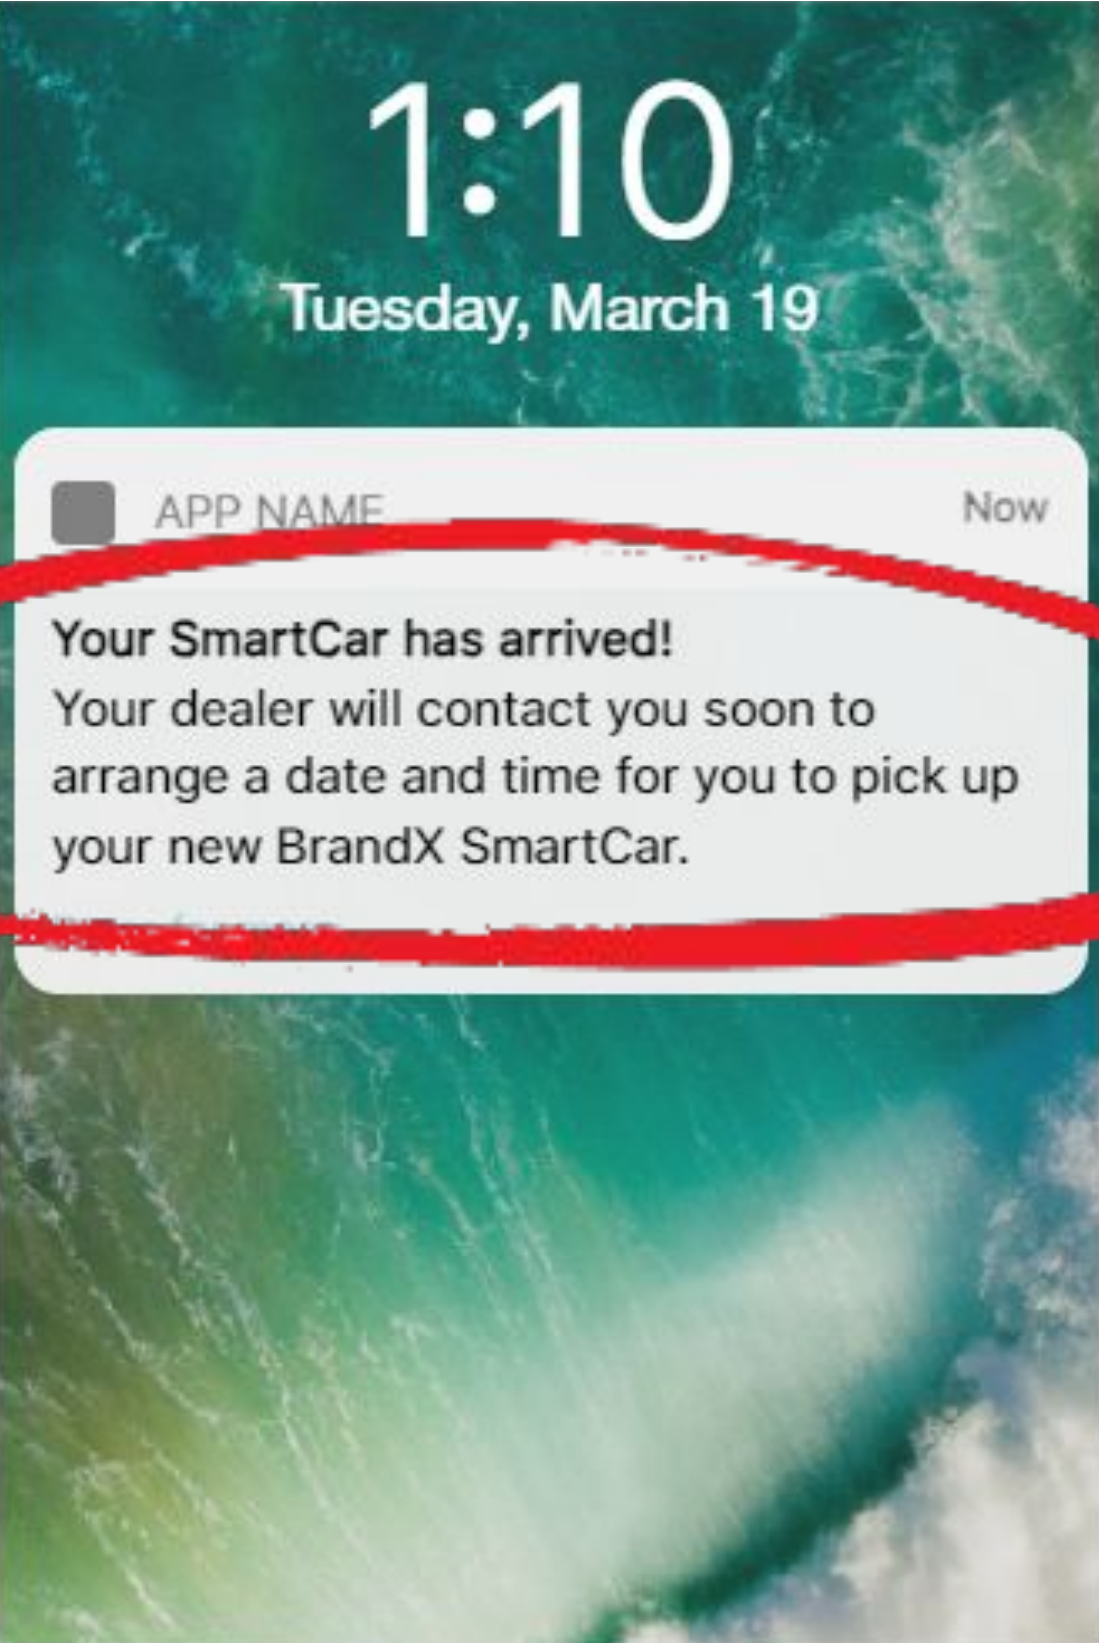 1:10
Tuesday, March 19
APP NAME
Now
Your SmartCar has arrived!
Your dealer will contact you soon to
arrange a date and time for you to pick up
your new BrandX SmartCar.